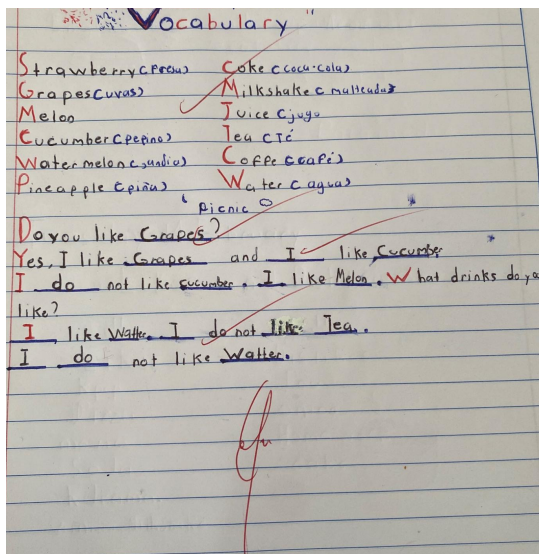 Vocabulary
Strawberry (fresa) Coke (coca-cola)
Grapes (uvas) Milkshake (malteada)
Melon Juice (jugo
Cucumber (pepino) Tea (Té
Watermelon (sandia) Coffe (café)
Pineapple (piña) Water (agua)
Picnic
Do you like Grapes?
Yes, I like Grapes and I like Cucumber
I do not like cucumber. I like Melon. What drinks do yo
like?
I like Watter. I do not like Tea.
I do not like Watter.